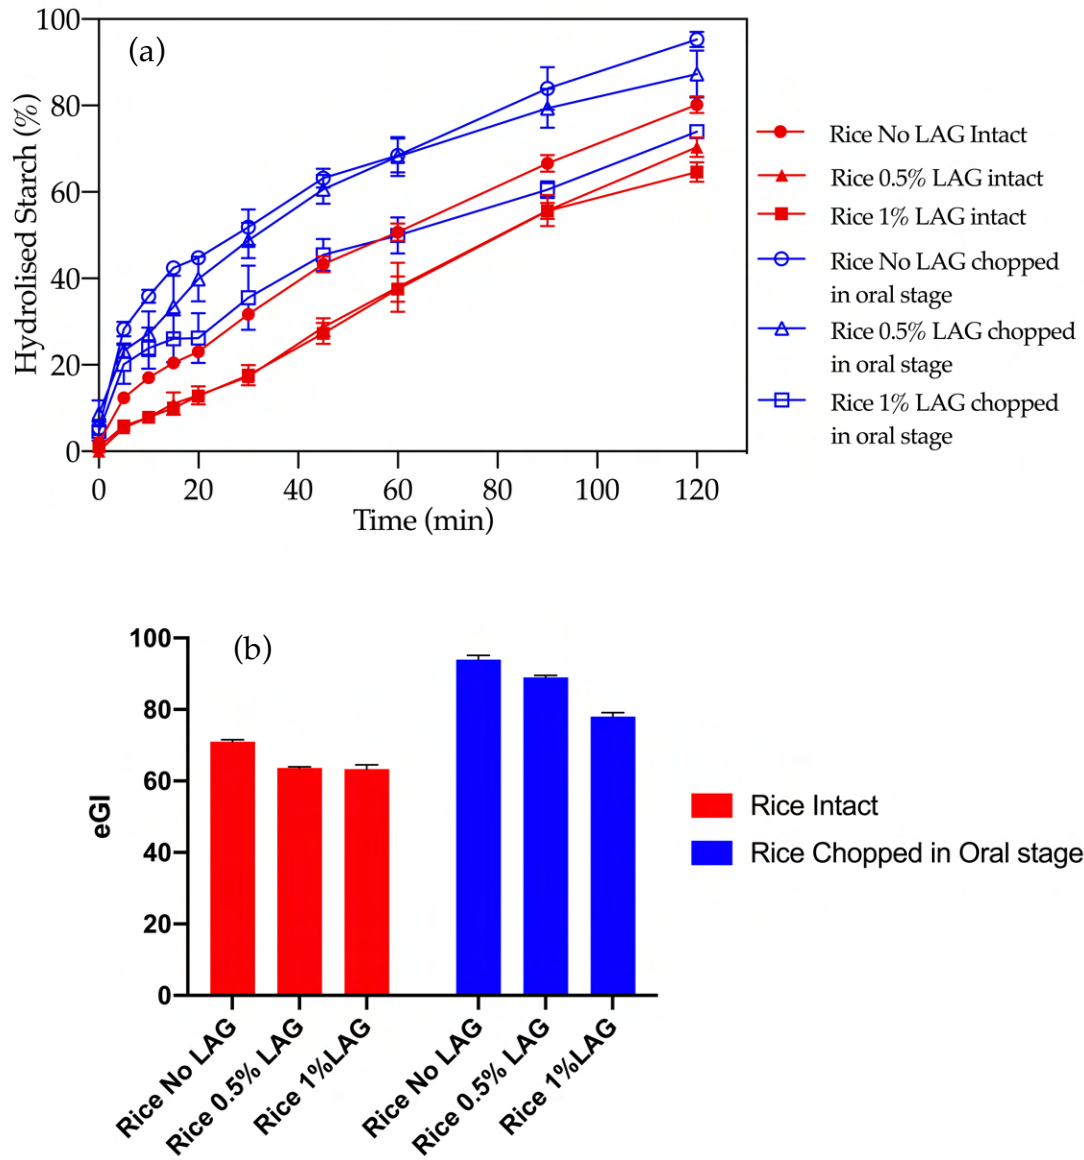 100
(a)
80
60
40
20
0
Hydrolised Starch (%)
0 20 40 60 80 100 120
Time (min)
Rice No LAG Intact
Rice 0.5% LAG intact
Rice 1% LAG intact
Rice No LAG chopped
in oral stage
Rice 0.5% LAG chopped
in oral stage
Rice 1% LAG chopped
in oral stage
100
(b)
80
60
40
20
0
eGI
Rice No LAG
Rice 0.5% LAG
Rice 1%LAG
Rice No LAG
Rice 0.5% LAG
Rice 1%LAG
Rice Intact
Rice Chopped in Oral stage